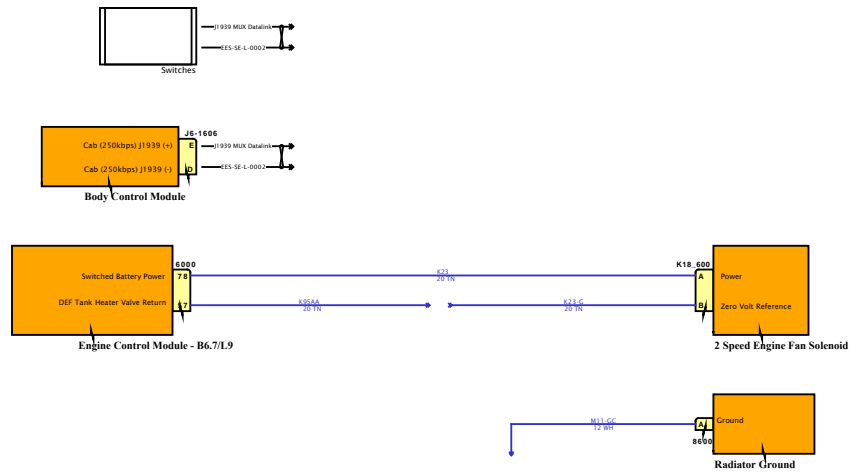 J1939 MUX Datalink
EES-SE-L-0002
Switches
J6-1606
Cab (250kbps) J1939 (+)
E
J1939 MUX Datalink
Cab (250kbps) J1939 (-)
D
EES-SE-L-0002
Body Control Module
6000
K18_600
Switched Battery Power
78
K23
20 TN
A
Power
DEF Tank Heater Valve Return
57
K95AA
20 TN
K23-G
20 TN
B
Zero Volt Reference
Engine Control Module - B6.7/L9
2 Speed Engine Fan Solenoid
M11-GC
12 WH
A
Ground
8600
Radiator Ground